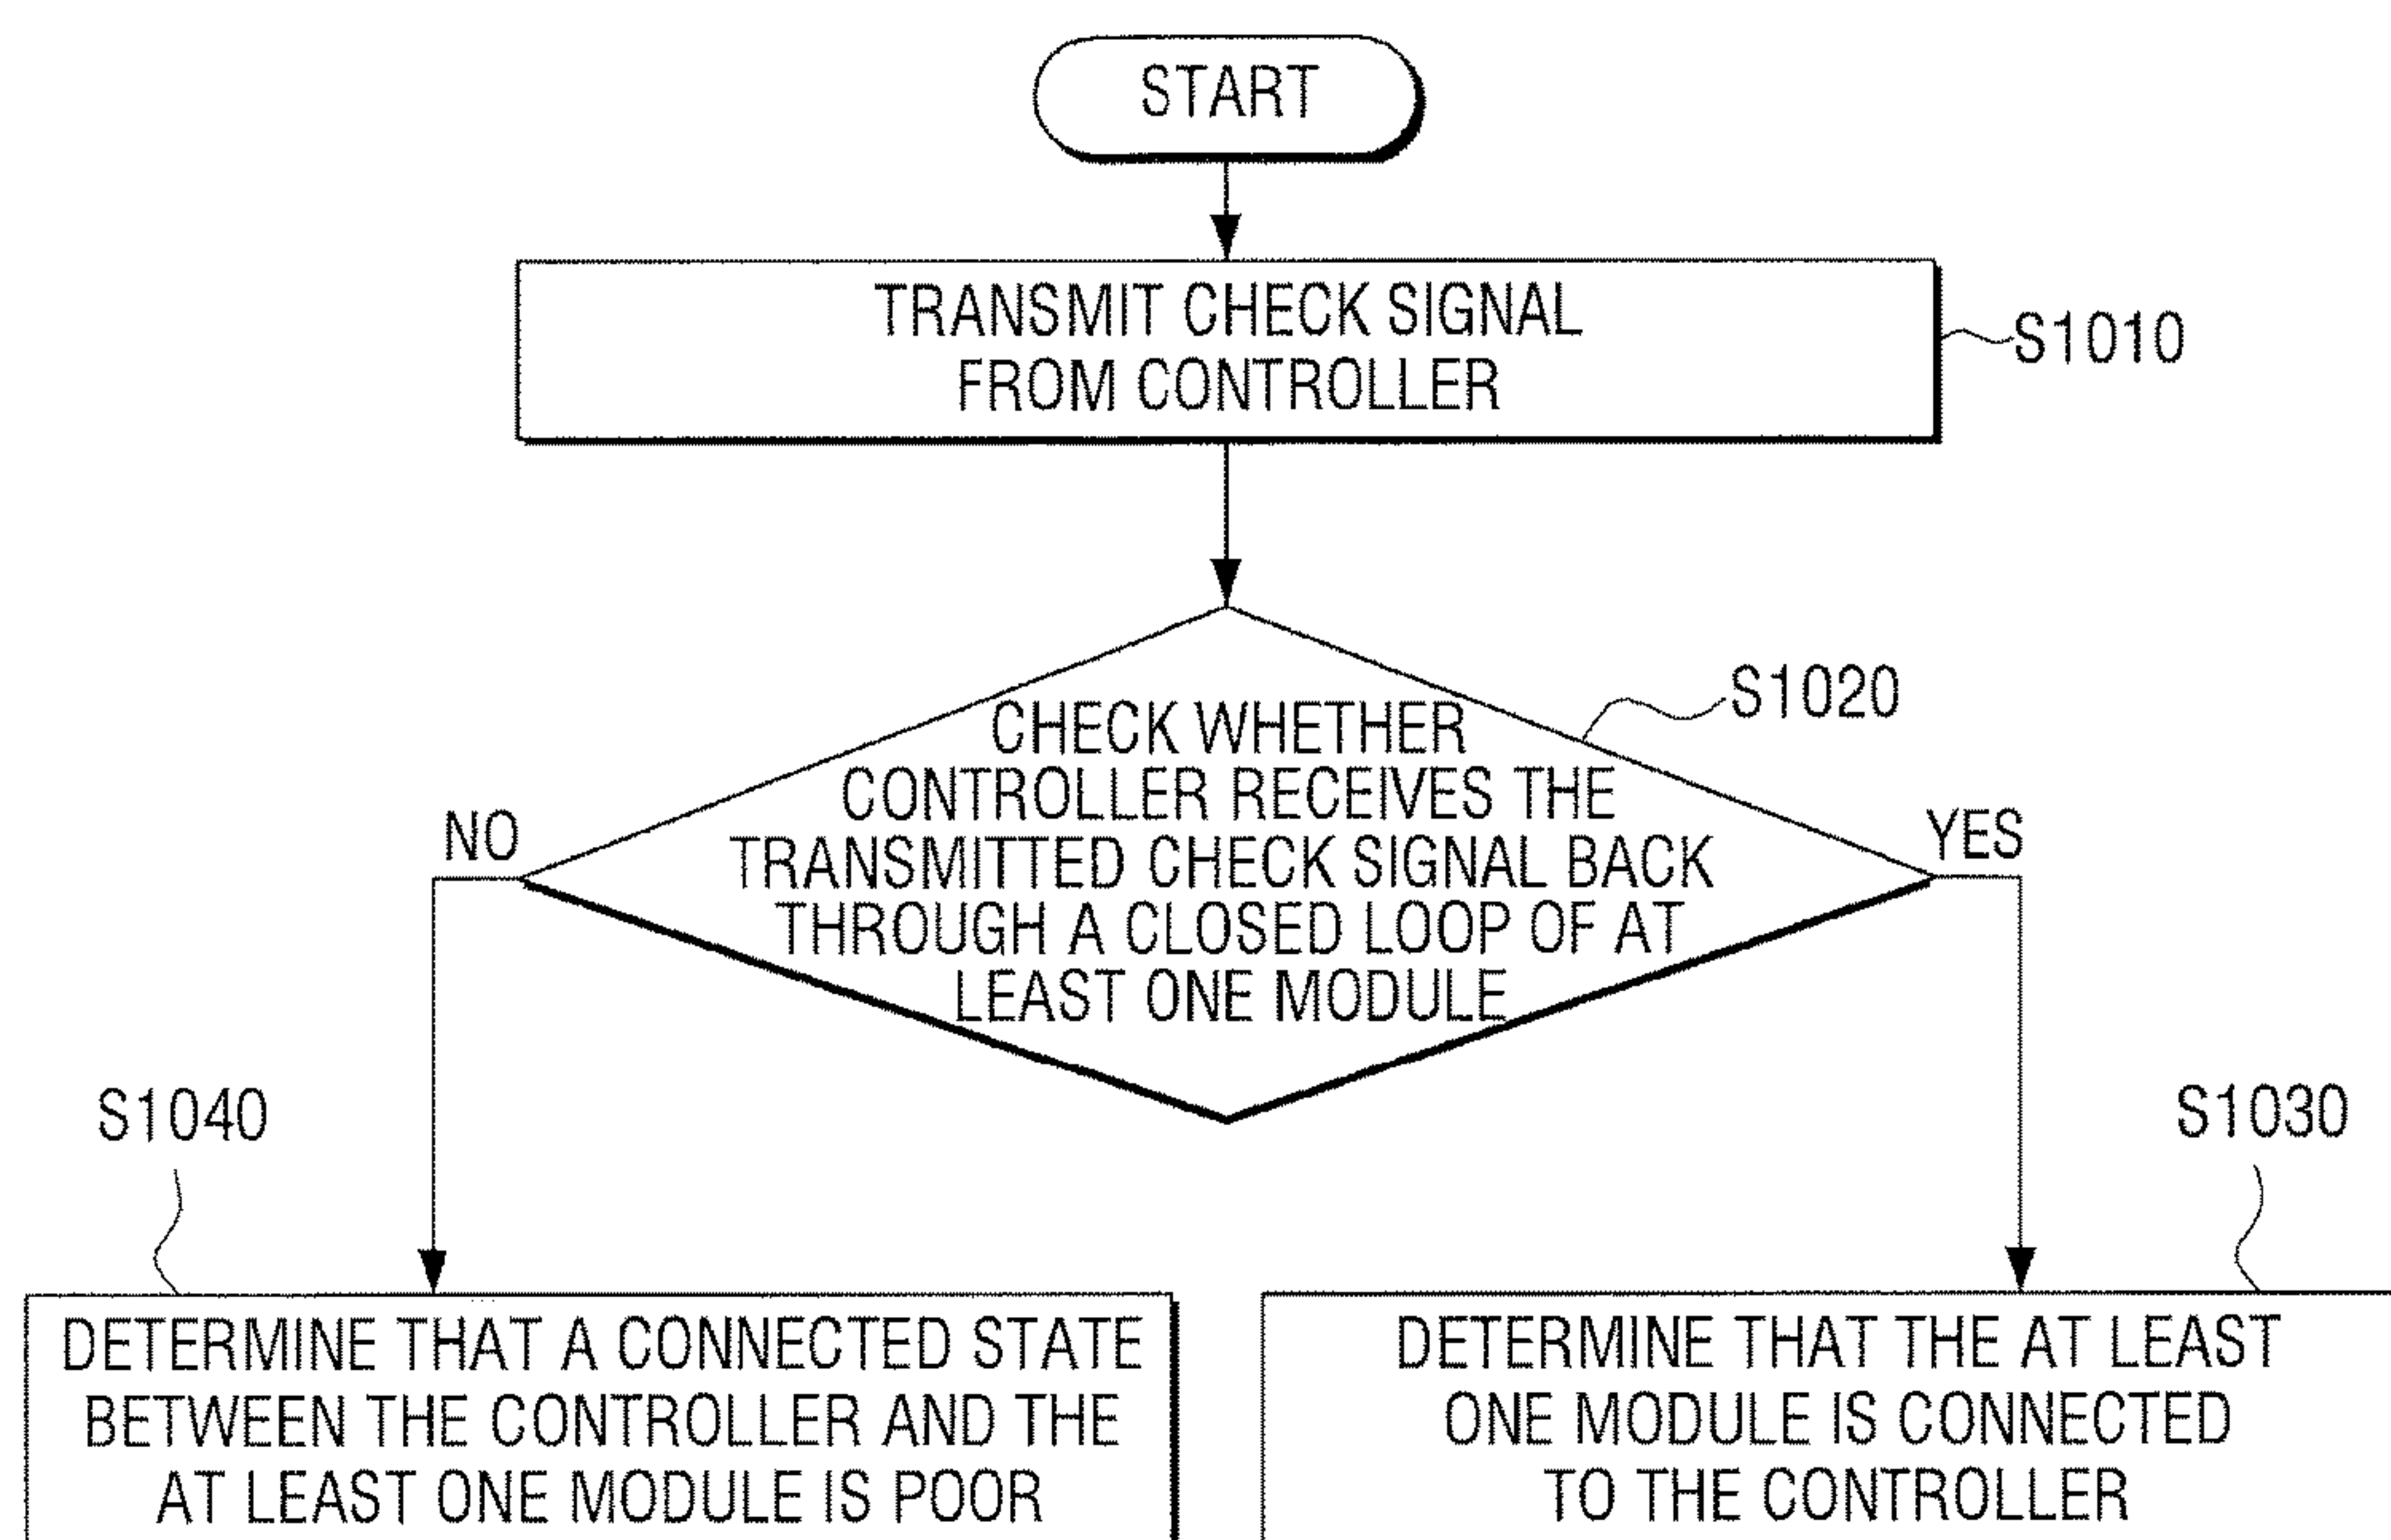 START
TRANSMIT CHECK SIGNAL
FROM CONTROLLER
S1010
S1020
CHECK WHETHER
CONTROLLER RECEIVES THE
TRANSMITTED CHECK SIGNAL BACK
THROUGH A CLOSED LOOP OF AT
LEAST ONE MODULE
NO
YES
S1040
S1030
DETERMINE THAT A CONNECTED STATE
BETWEEN THE CONTROLLER AND THE
AT LEAST ONE MODULE IS POOR
DETERMINE THAT THE AT LEAST
ONE MODULE IS CONNECTED
TO THE CONTROLLER